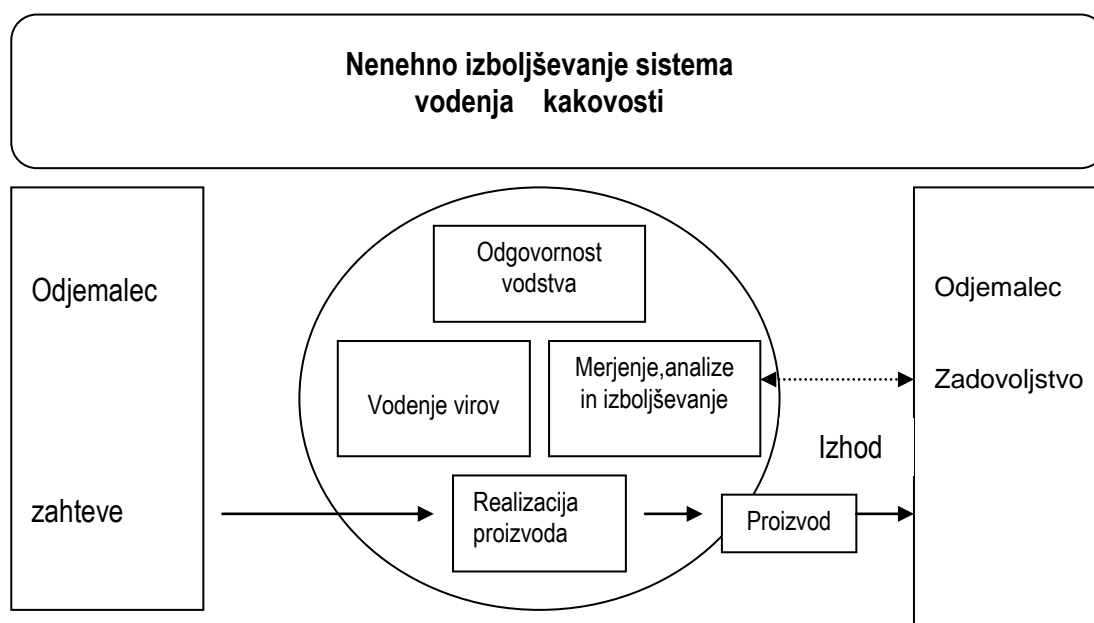 Nenehno izboljševanje sistema
vodenja kakovosti
Odjemalec
zahteve
Odgovornost
vodstva
Vodenje virov
Merjenje,analize
in izboljševanje
Realizacija
proizvoda
Izhod
Proizvod
Odjemalec
Zadovoljstvo